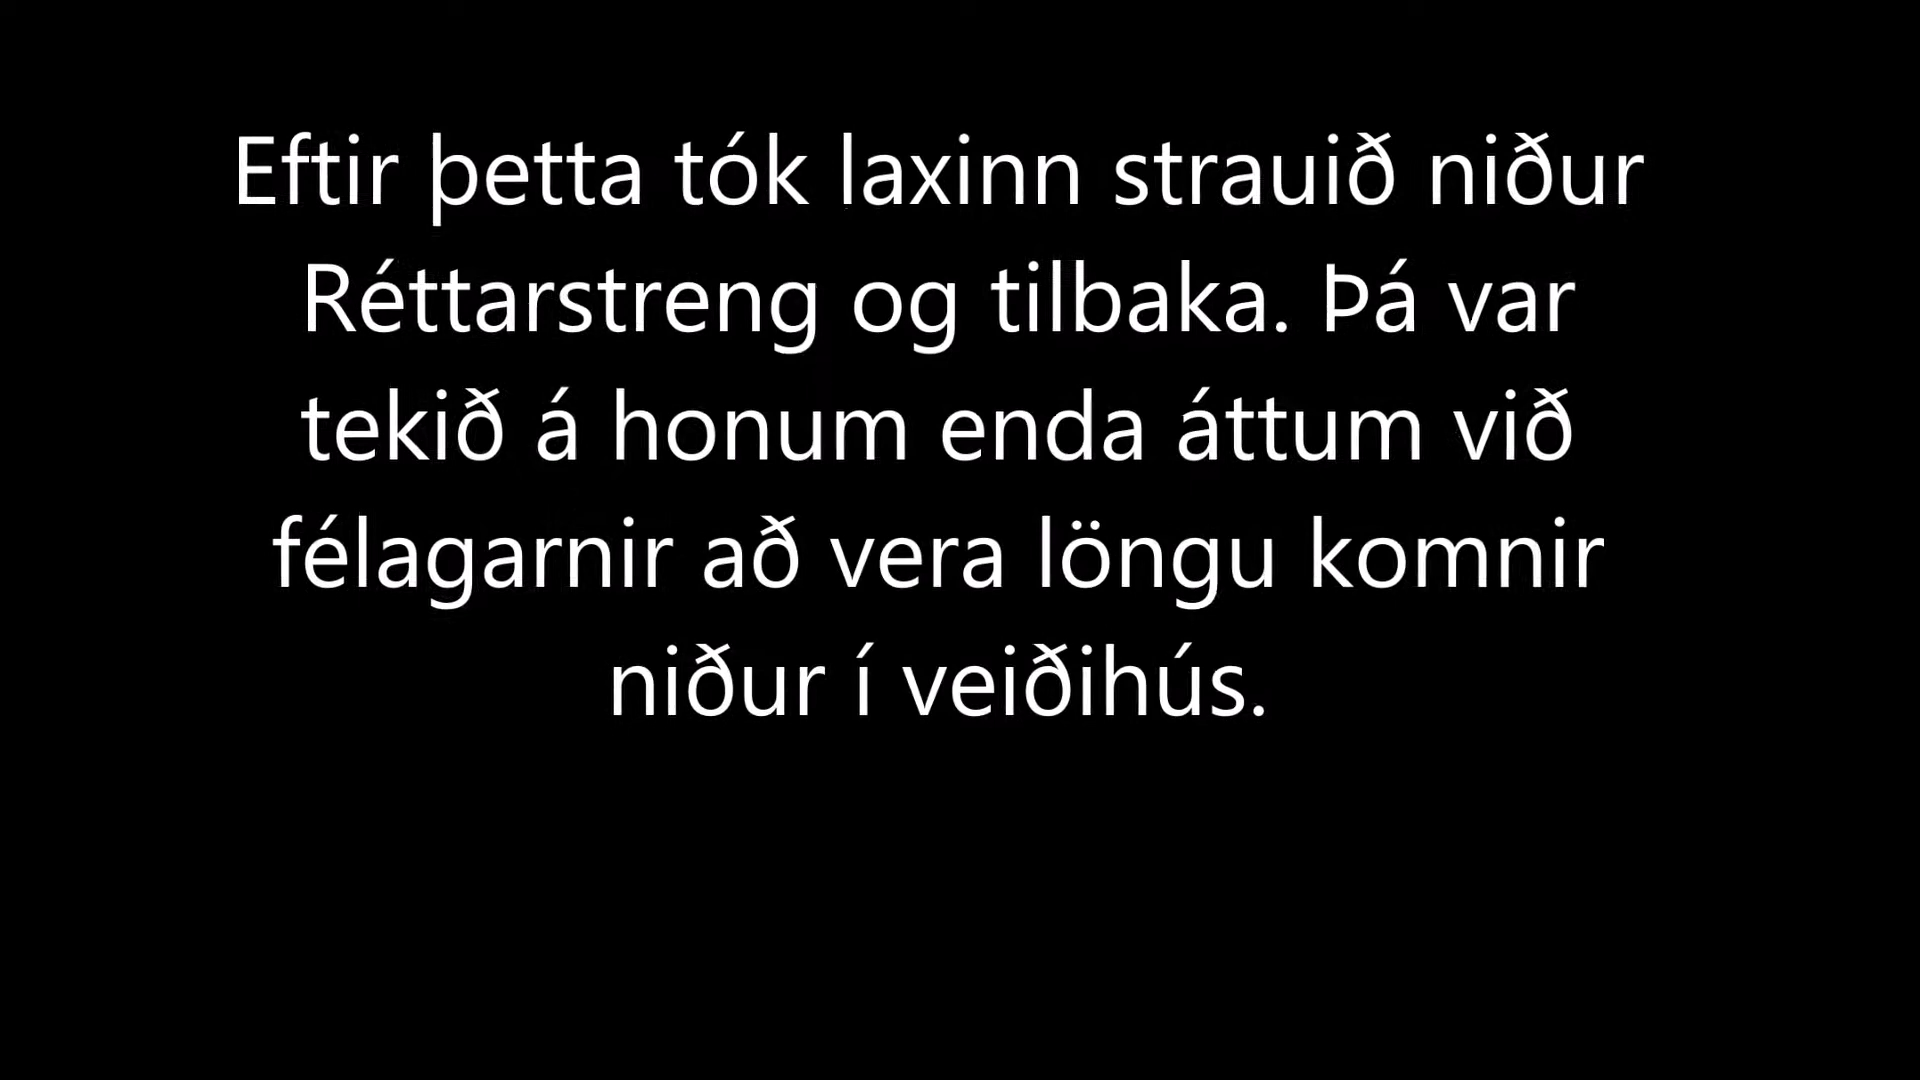 Eftir þetta tók laxinn strauið niður
Réttarstreng og tilbaka. Þá var
tekið á honum enda áttum við
félagarnir að vera löngu komnir
niður í veiðihús.